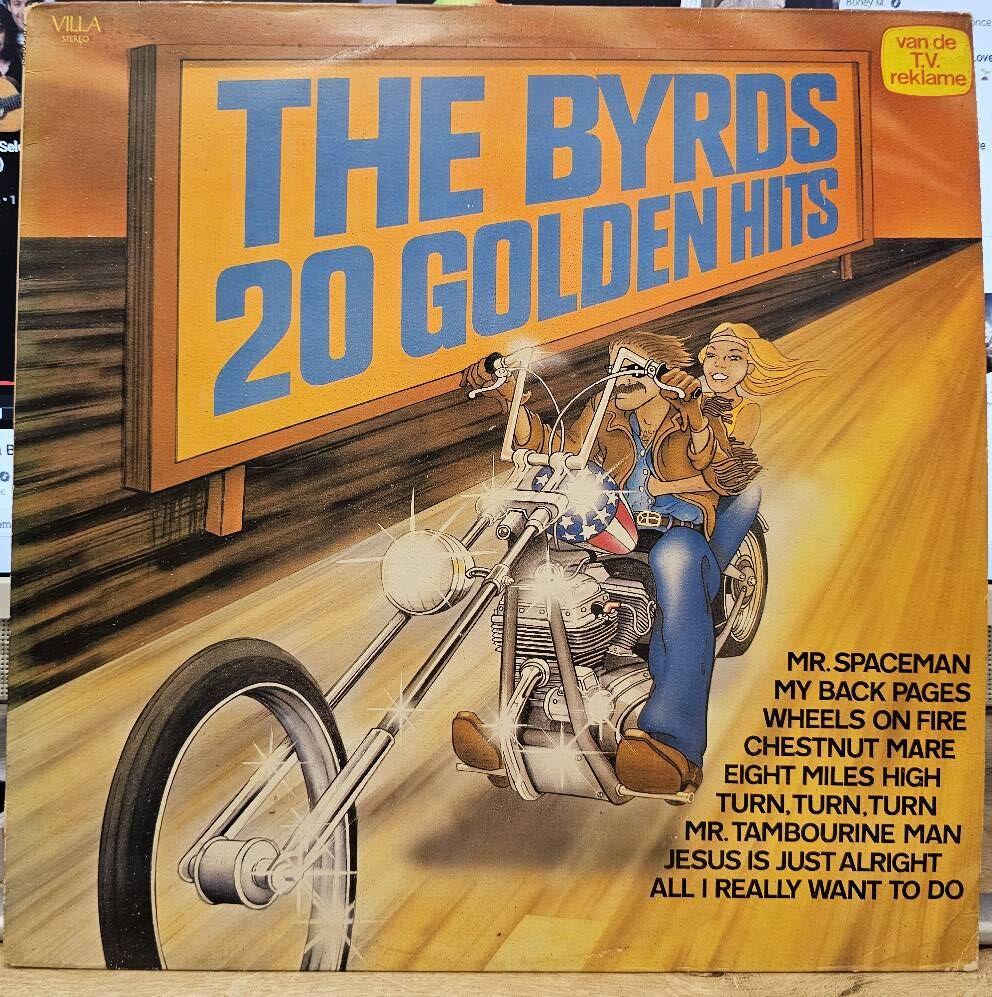 VILLA
STEREO
van de
T.V.
reklame
THE BYRDS
20 GOLDEN HITS
MR. SPACEMAN
MY BACK PAGES
WHEELS ON FIRE
CHESTNUT MARE
EIGHT MILES HIGH
TURN, TURN, TURN
MR. TAMBOURINE MAN
JESUS IS JUST ALRIGHT
ALL I REALLY WANT TO DO
Boney M.